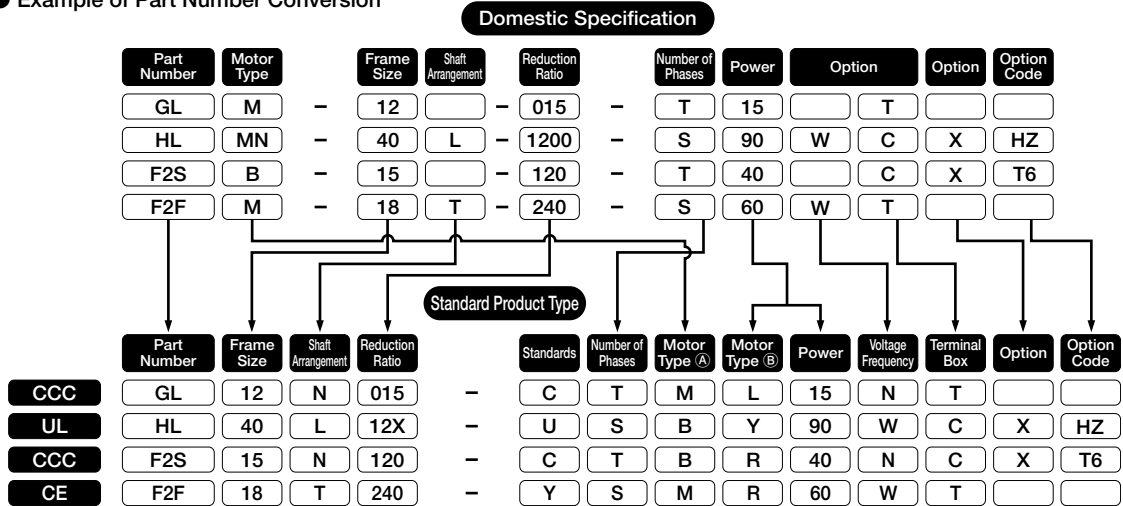 ● Example of Part Number Conversion
Domestic Specification
Part Number Motor Type Frame Size Shaft Arrangement Reduction Ratio Number of Phases Power Option Option Option Code
GL M – 12 – 015 – T 15 T
HL MN – 40 L – 1200 – S 90 W C X HZ
F2S B – 15 – 120 – T 40 C X T6
F2F M – 18 T – 240 – S 60 W T
Standard Product Type
Part Number Frame Size Shaft Arrangement Reduction Ratio Standards Number of Phases Motor Type Ⓐ Motor Type Ⓑ Power Voltage Frequency Terminal Box Option Option Code
CCC GL 12 N 015 – C T M L 15 N T
UL HL 40 L 12X – U S B Y 90 W C X HZ
CCC F2S 15 N 120 – C T B R 40 N C X T6
CE F2F 18 T 240 – Y S M R 60 W T